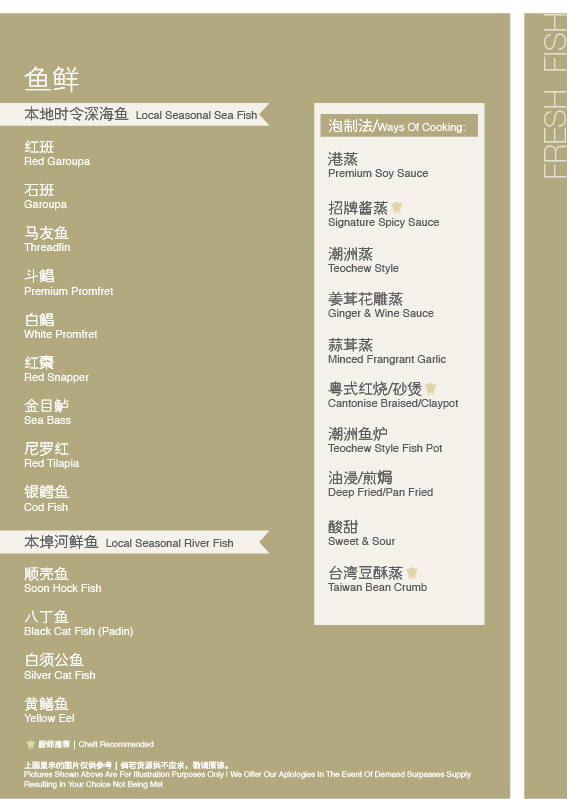 鱼鲜
本地时令深海鱼 Local Seasonal Sea Fish
红班
Red Garoupa
石班
Garoupa
马友鱼
Threadfin
斗鲳
Premium Promfret
白鲳
White Promfret
红棗
Red Snapper
金目鲈
Sea Bass
尼罗红
Red Tilapia
银鳕鱼
Cod Fish
本埠河鲜鱼 Local Seasonal River Fish
顺壳鱼
Soon Hock Fish
八丁鱼
Black Cat Fish (Padin)
白须公鱼
Silver Cat Fish
黄鳝鱼
Yellow Eel
厨师推荐 | Cheft Recommended
上面显示的图片仅供参考 | 倘若货源供不应求，敬请原谅。
Pictures Shown Above Are For Illustration Purposes Only | We Offer Our Aplologies In The Event Of Demand Surpasses Supply
Resulting In Your Choice Not Being Met
泡制法/Ways Of Cooking:
港蒸
Premium Soy Sauce
招牌酱蒸
Signature Spicy Sauce
潮洲蒸
Teochew Style
姜茸花雕蒸
Ginger & Wine Sauce
蒜茸蒸
Minced Frangrant Garlic
粤式红烧/砂煲
Cantonise Braised/Claypot
潮洲鱼炉
Teochew Style Fish Pot
油浸/煎焗
Deep Fried/Pan Fried
酸甜
Sweet & Sour
台湾豆酥蒸
Taiwan Bean Crumb
FRESH FISH